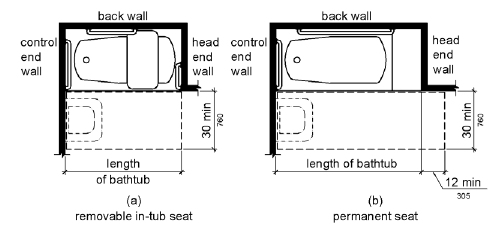 back wall
control
end
wall
head
end
wall
30 min
760
length
of bathtub
(a)
removable in-tub seat
back wall
control
end
wall
head
end
wall
30 min
760
length of bathtub
12 min
305
(b)
permanent seat